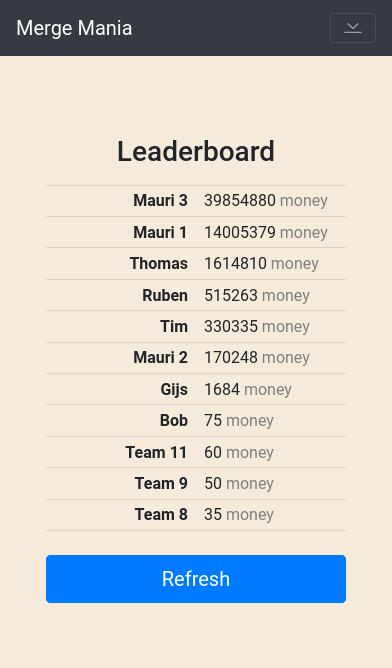 Merge Mania
Leaderboard
Mauri 3 39854880 money
Mauri 1 14005379 money
Thomas 1614810 money
Ruben 515263 money
Tim 330335 money
Mauri 2 170248 money
Gijs 1684 money
Bob 75 money
Team 11 60 money
Team 9 50 money
Team 8 35 money
Refresh